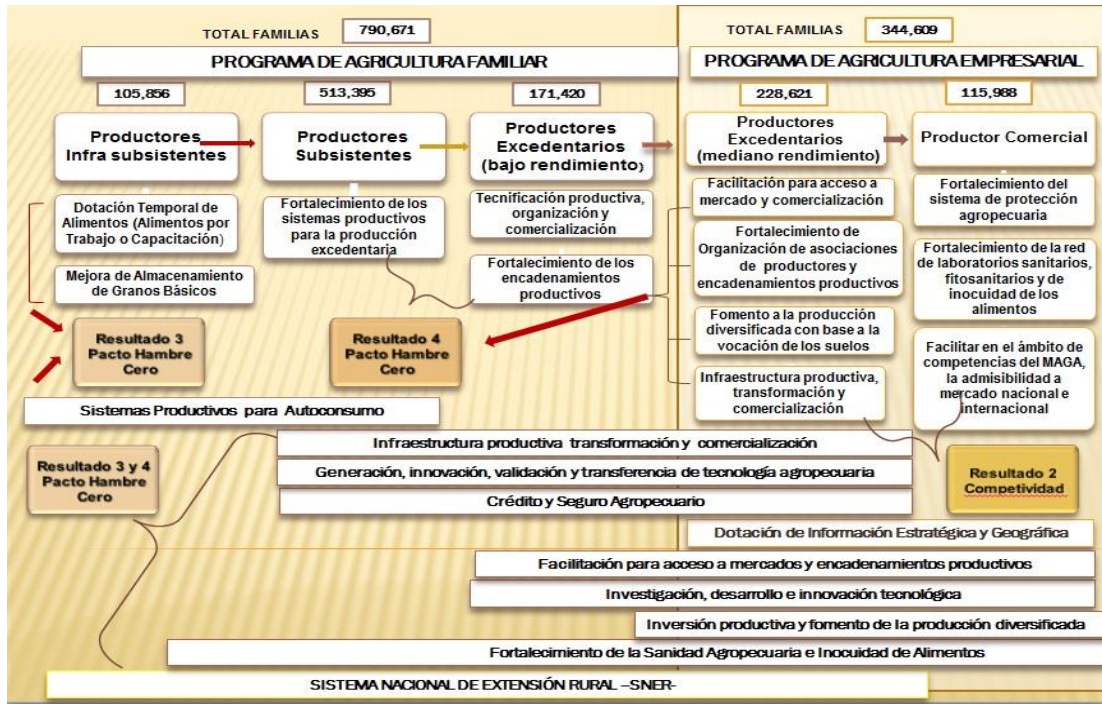 TOTAL FAMILIAS
790,671
PROGRAMA DE AGRICULTURA FAMILIAR
105,856
513,395
171,420
Productores
Infra subsistentes
Productores
Subsistentes
Productores
Excedentarios
(bajo rendimiento)
Dotación Temporal de
Alimentos (Alimentos por
Trabajo o Capacitación)
Mejora de Almacenamiento
de Granos Básicos
Fortalecimiento de los
sistemas productivos
para la producción
excedentaria
Tecnificación productiva,
organización y
comercialización
Fortalecimiento de los
encadenamientos
productivos
Resultado 3
Pacto Hambre
Cero
Resultado 4
Pacto Hambre
Cero
TOTAL FAMILIAS
344,609
PROGRAMA DE AGRICULTURA EMPRESARIAL
228,621
115,988
Productores
Excedentarios
(mediano rendimiento)
Productor Comercial
Facilitación para acceso a
mercado y comercialización
Fortalecimiento de
Organización de asociaciones
de productores y
encadenamientos productivos
Fomento a la producción
diversificada con base a la
vocación de los suelos
Infraestructura productiva,
transformación y
comercialización
Fortalecimiento del
sistema de protección
agropecuaria
Fortalecimiento de la red
de laboratorios sanitarios,
fitosanitarios y de
inocuidad de los
alimentos
Facilitar en el ámbito de
competencias del MAGA,
la admisibilidad a
mercado nacional e
internacional
Sistemas Productivos para Autoconsumo
Resultado 3 y 4
Pacto Hambre
Cero
Infraestructura productiva transformación y comercialización
Generación, innovación, validación y transferencia de tecnología agropecuaria
Crédito y Seguro Agropecuario
Resultado 2
Competividad
Dotación de Información Estratégica y Geográfica
Facilitación para acceso a mercados y encadenamientos productivos
Investigación, desarrollo e innovación tecnológica
Inversión productiva y fomento de la producción diversificada
Fortalecimiento de la Sanidad Agropecuaria e Inocuidad de Alimentos
SISTEMA NACIONAL DE EXTENSIÓN RURAL –SNER-